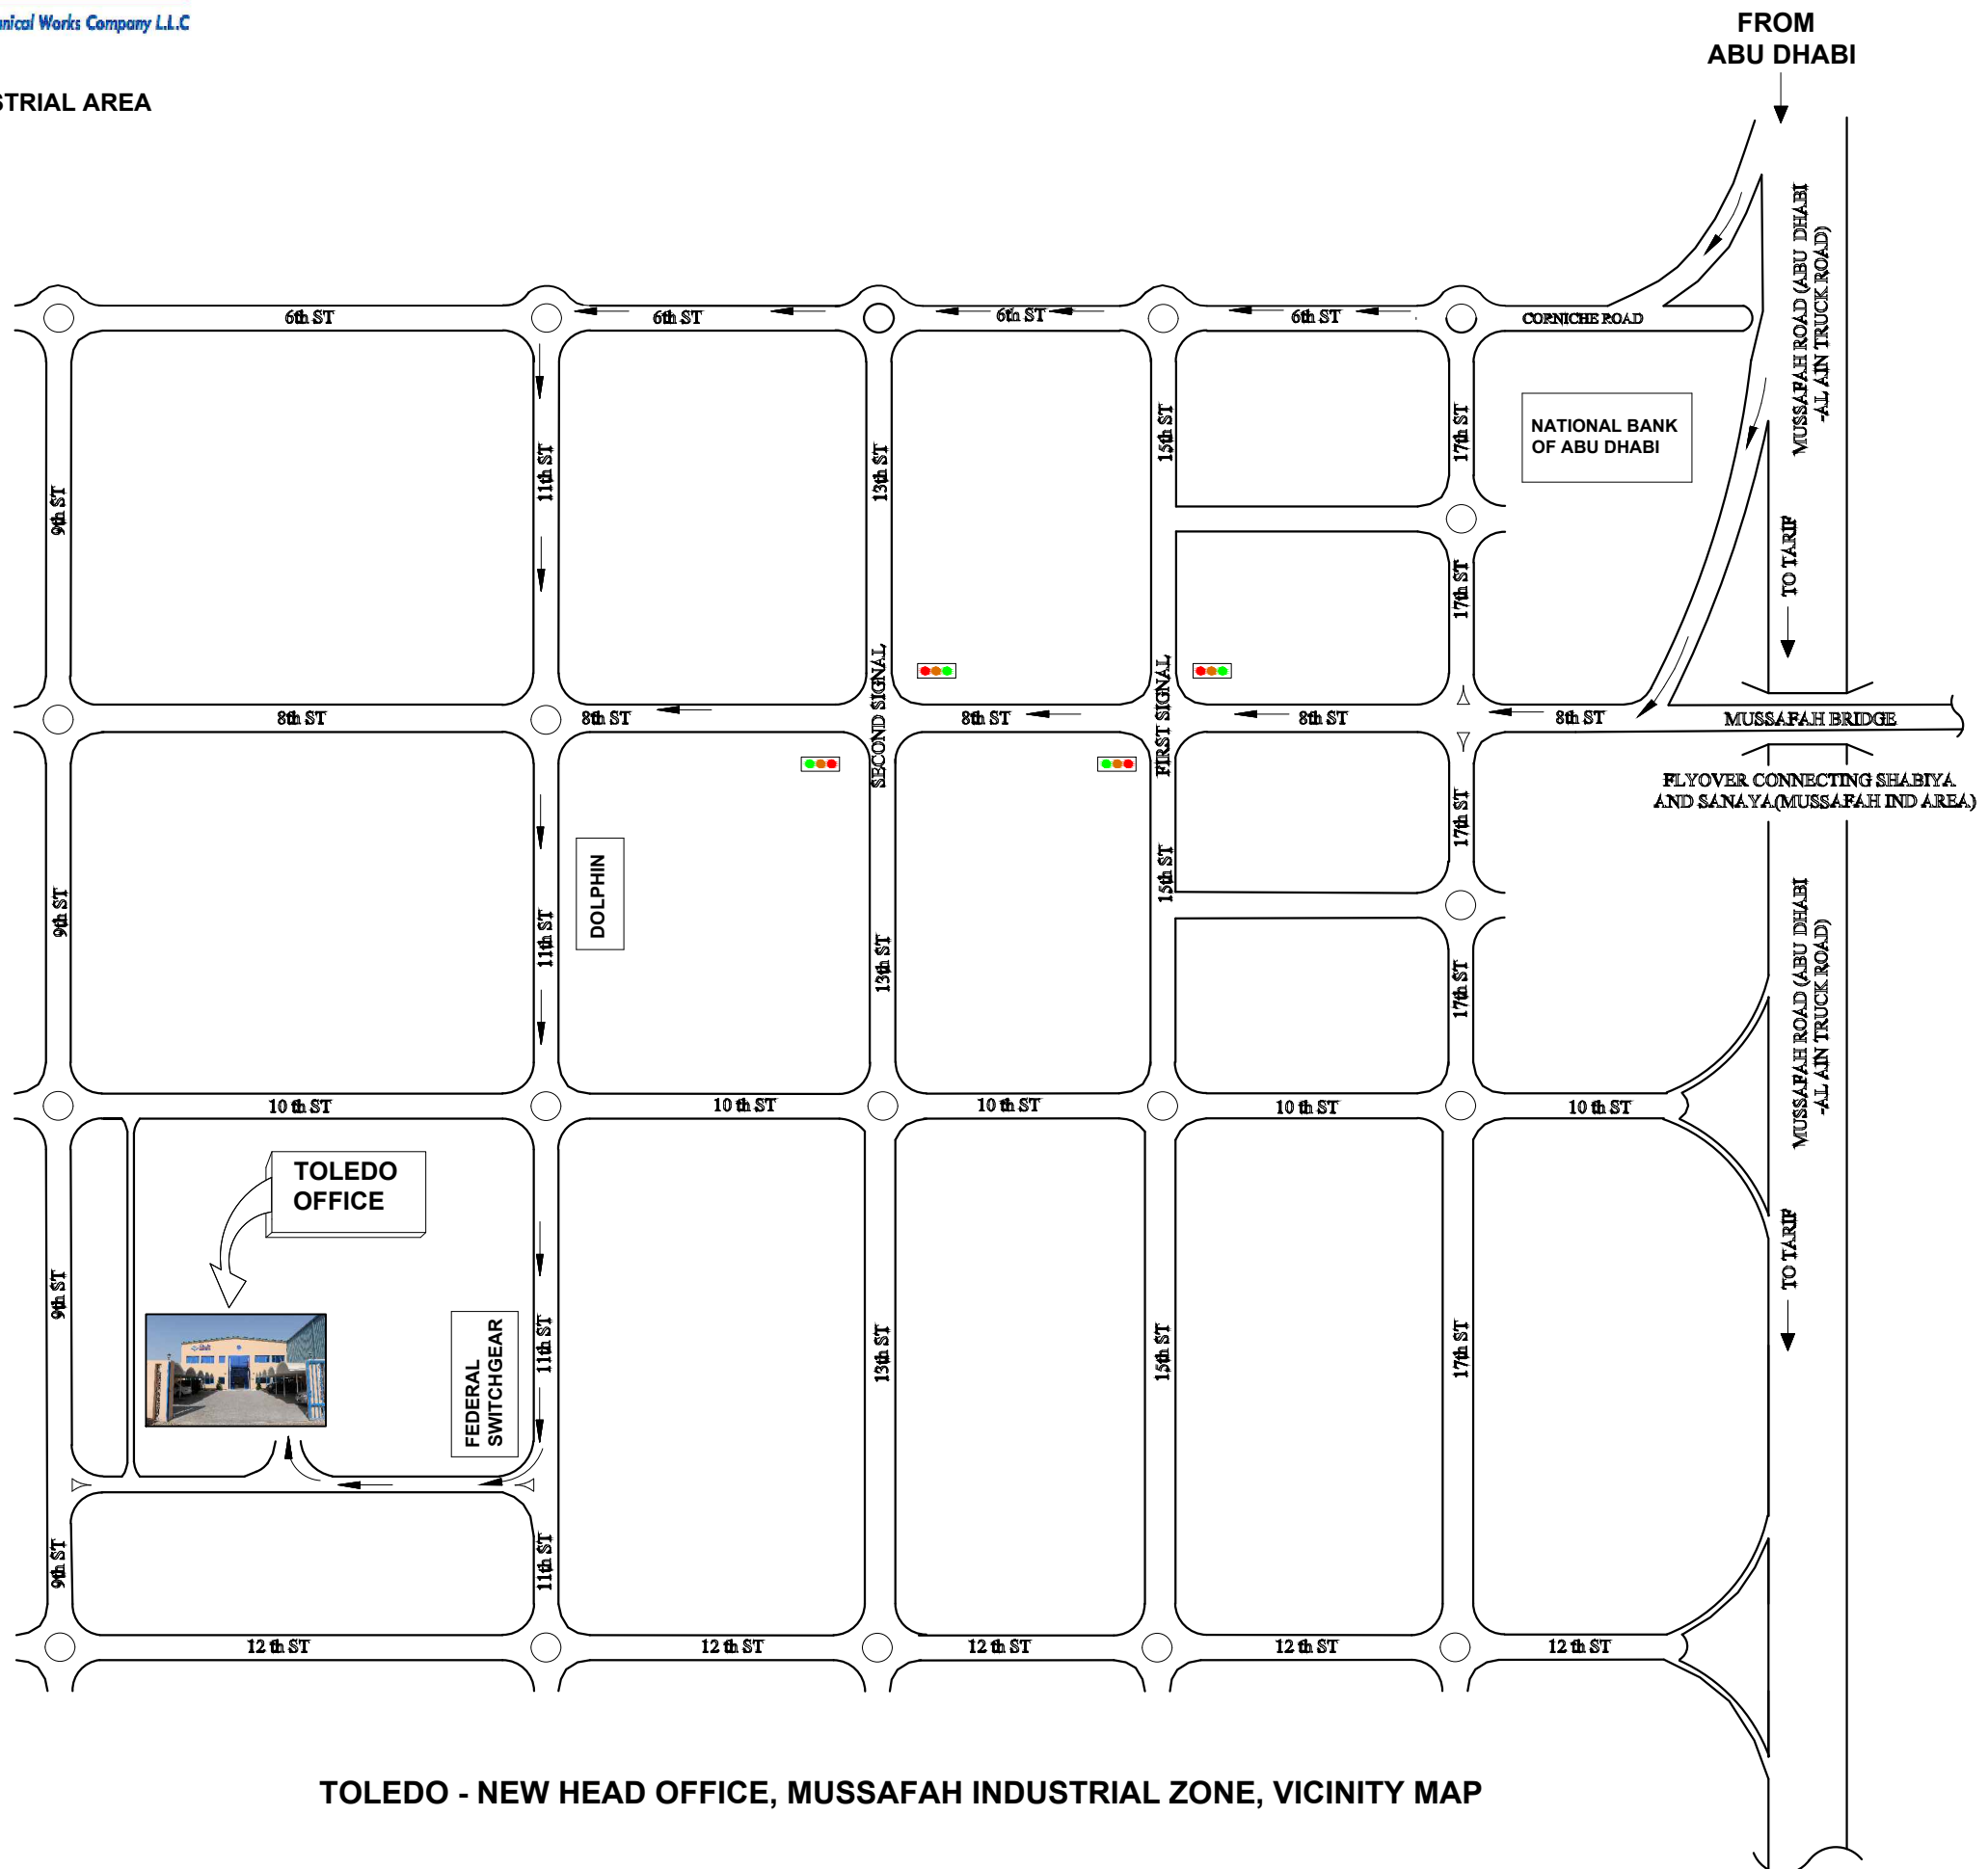 Works Company L.L.C
AREA
FROM
ABU DHABI
MUSSAFAH ROAD (ABU DHABI
-AL AIN TRUCK ROAD)
6th ST
6th ST
6th ST
6th ST
CORNICHE ROAD
9th ST
11th ST
13th ST
15th ST
17th ST
NATIONAL BANK
OF ABU DHABI
TO TARIF
17th ST
SECOND SIGNAL
FIRST SIGNAL
8th ST
8th ST
8th ST
8th ST
8th ST
MUSSAFAH BRIDGE
FLYOVER CONNECTING SHABIYA
AND SANAYA(MUSSAFAH IND AREA)
17th ST
9th ST
11th ST
DOLPHIN
13th ST
15th ST
17th ST
MUSSAFAH ROAD (ABU DHABI
-AL AIN TRUCK ROAD)
10 th ST
10 th ST
10 th ST
10 th ST
10 th ST
TOLEDO
OFFICE
TO TARIF
9th ST
FEDERAL
SWITCHGEAR
11th ST
13th ST
15th ST
17th ST
9th ST
11th ST
12 th ST
12 th ST
12 th ST
12 th ST
12 th ST
TOLEDO - NEW HEAD OFFICE, MUSSAFAH INDUSTRIAL ZONE, VICINITY MAP